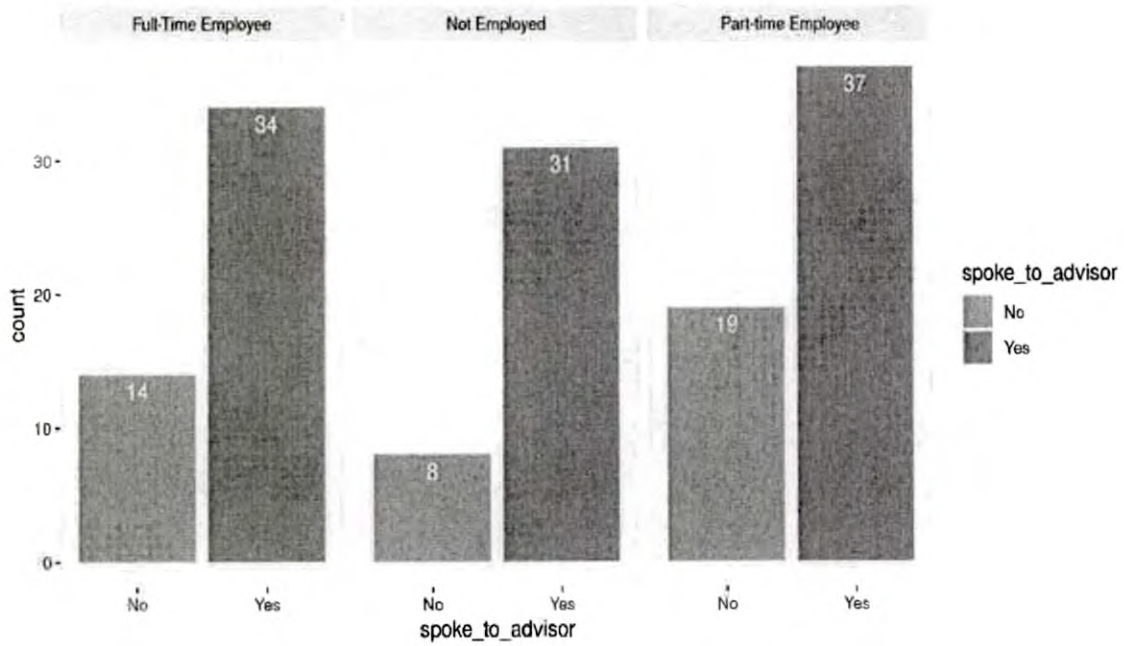 Full-Time Employee Not Employed Part-time Employee
37
34
30
31
spoke_to_advisor
No
Yes
count
20
19
14
10
8
0
No Yes No Yes No Yes
spoke_to_advisor